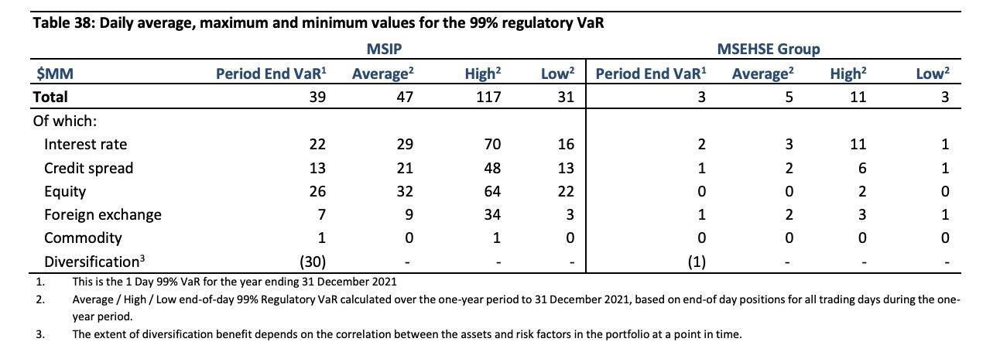 Table 38: Daily average, maximum and minimum values for the 99% regulatory VaR
MSIP MSEHSE Group
$MM Period End VaR¹ Average² High² Low² Period End VaR¹ Average² High² Low²
Total 39 47 117 31 3 5 11 3
Of which:
Interest rate 22 29 70 16 2 3 11 1
Credit spread 13 21 48 13 1 2 6 1
Equity 26 32 64 22 0 0 2 0
Foreign exchange 7 9 34 3 1 2 3 1
Commodity 1 0 1 0 0 0 0 0
Diversification³ (30) - - - (1) - - -
1. This is the 1 Day 99% VaR for the year ending 31 December 2021
2. Average / High / Low end-of-day 99% Regulatory VaR calculated over the one-year period to 31 December 2021, based on end-of day positions for all trading days during the one-
year period.
3. The extent of diversification benefit depends on the correlation between the assets and risk factors in the portfolio at a point in time.